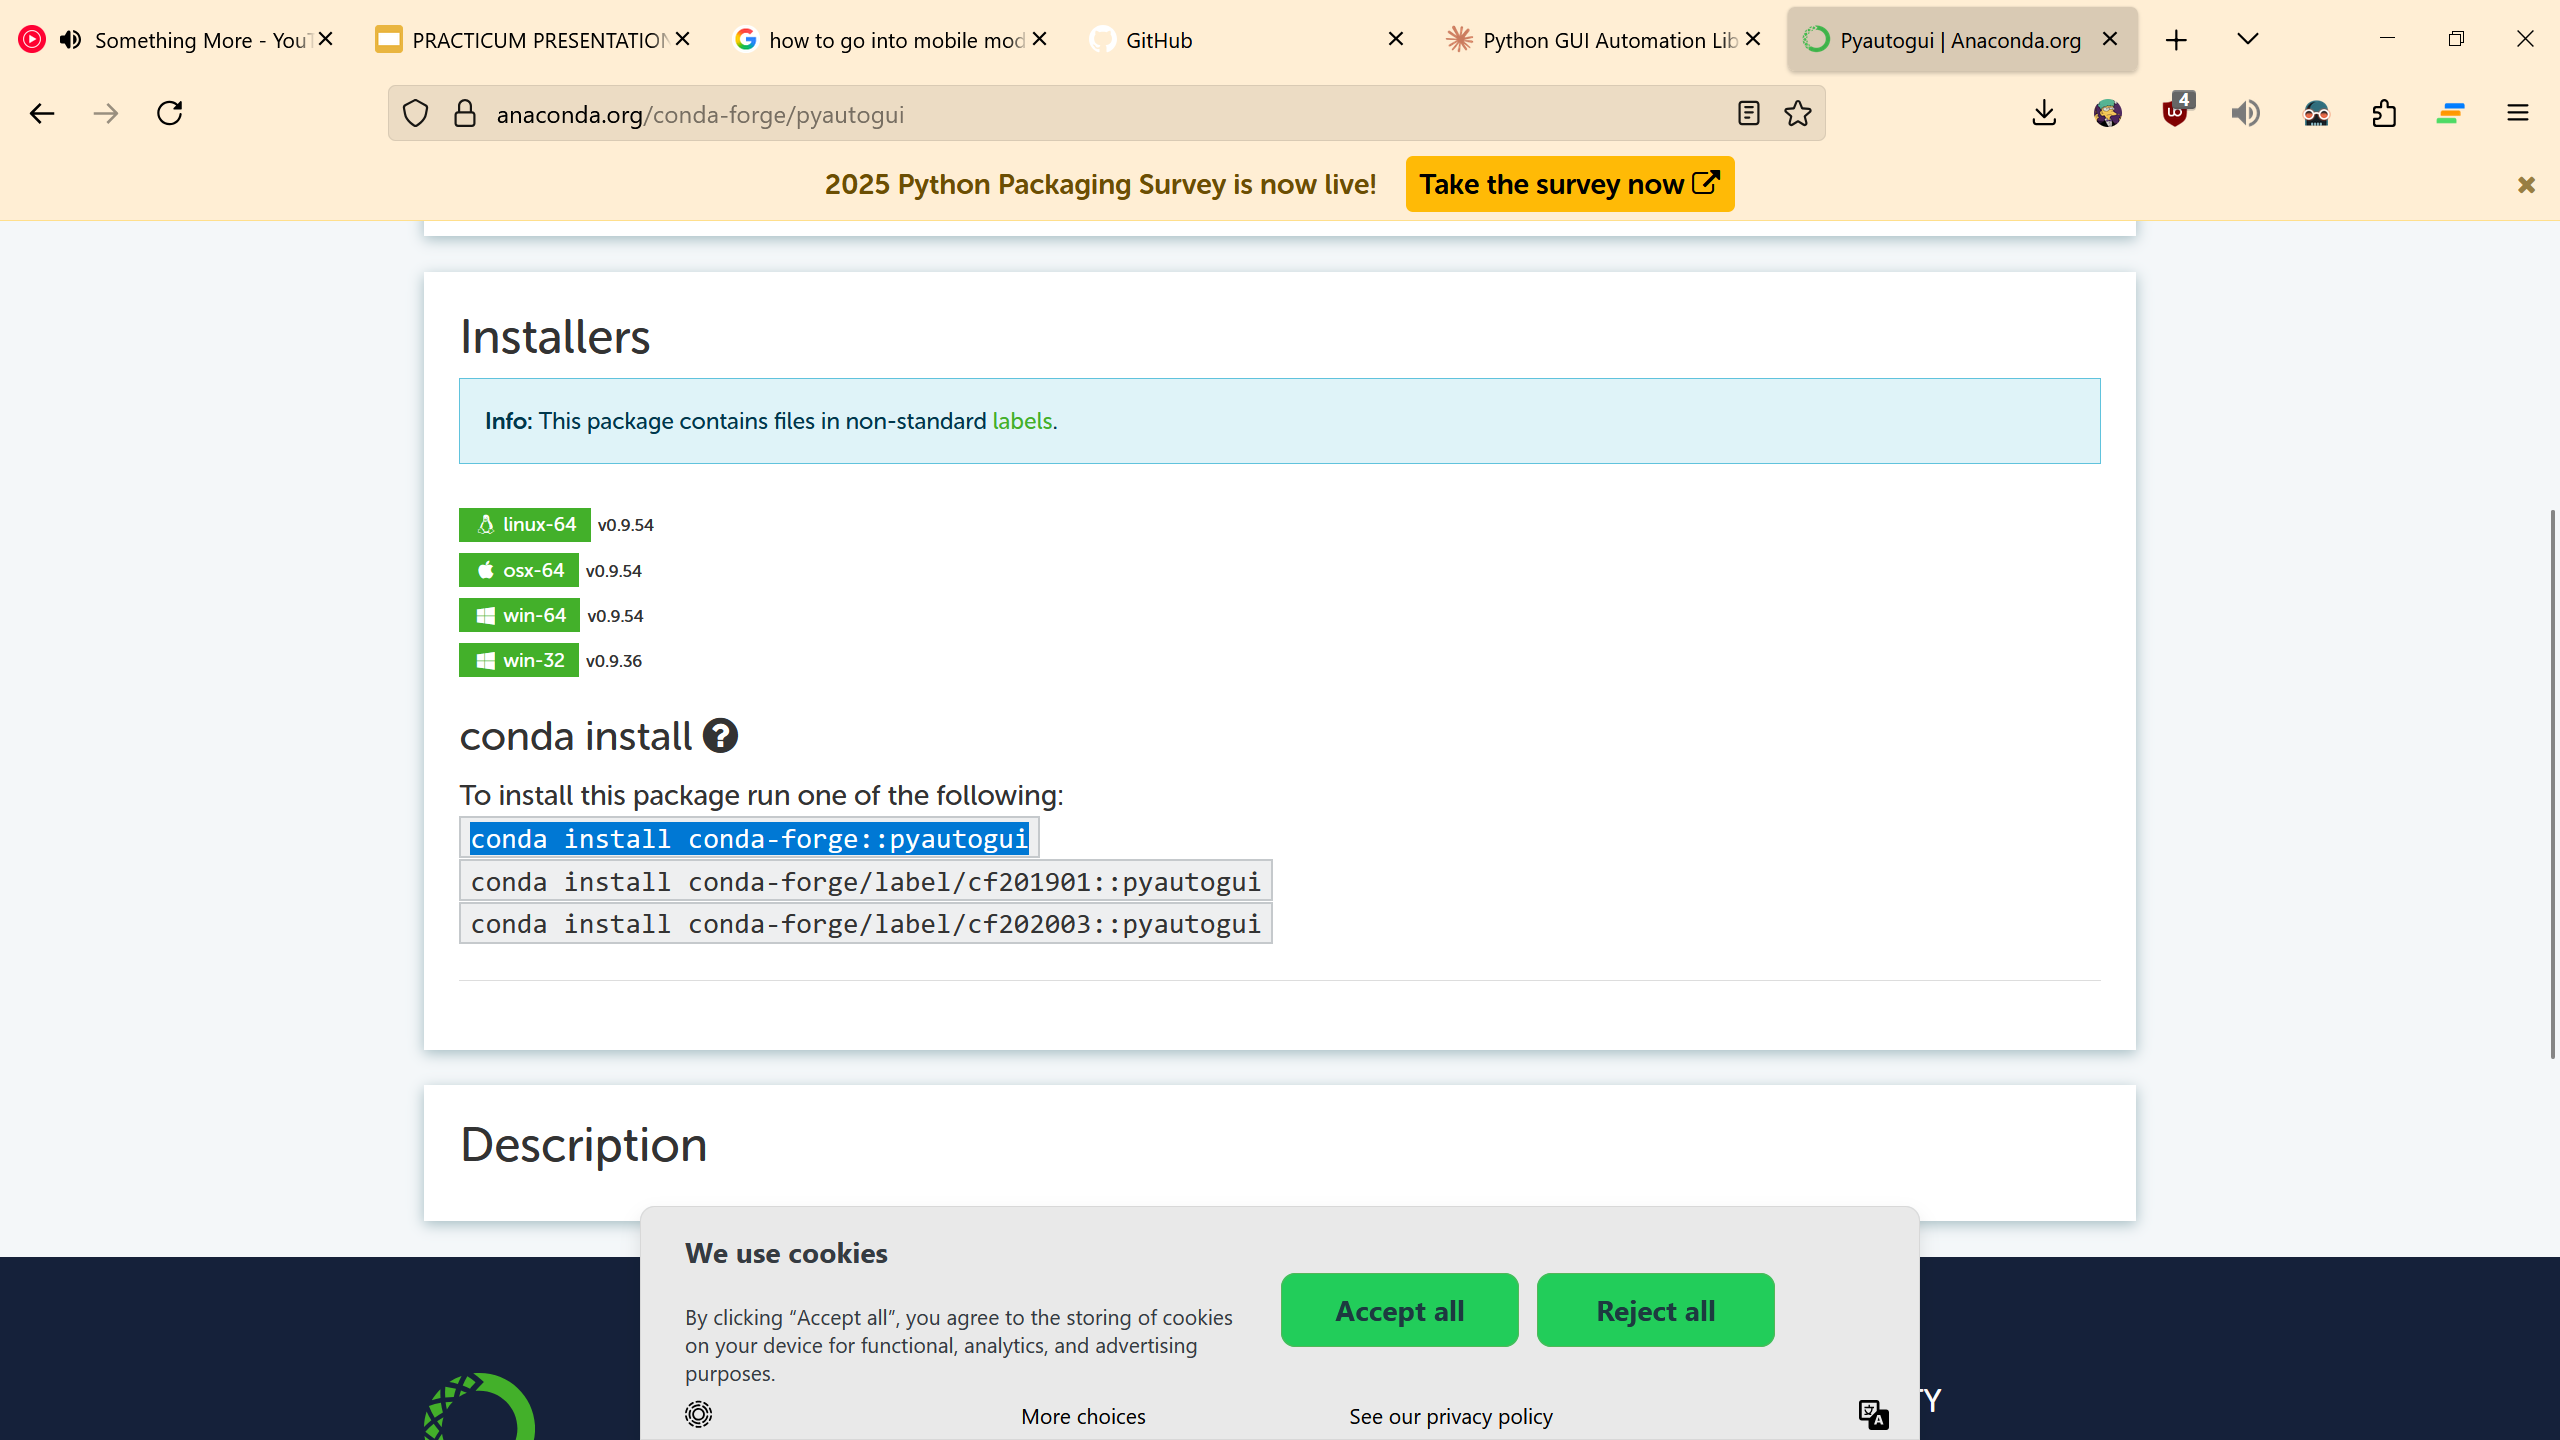 Something More - YouT
PRACTICUM PRESENTATION
how to go into mobile mod
GitHub
Python GUI Automation Lib
Pyautogui | Anaconda.org
anaconda.org/conda-forge/pyautogui
4
2025 Python Packaging Survey is now live!
Take the survey now
Installers
Info: This package contains files in non-standard labels.
linux-64 v0.9.54
osx-64 v0.9.54
win-64 v0.9.54
win-32 v0.9.36
conda install
To install this package run one of the following:
conda install conda-forge::pyautogui
conda install conda-forge/label/cf201901::pyautogui
conda install conda-forge/label/cf202003::pyautogui
Description
We use cookies
By clicking “Accept all”, you agree to the storing of cookies
on your device for functional, analytics, and advertising
purposes.
Accept all
Reject all
More choices
See our privacy policy
TY